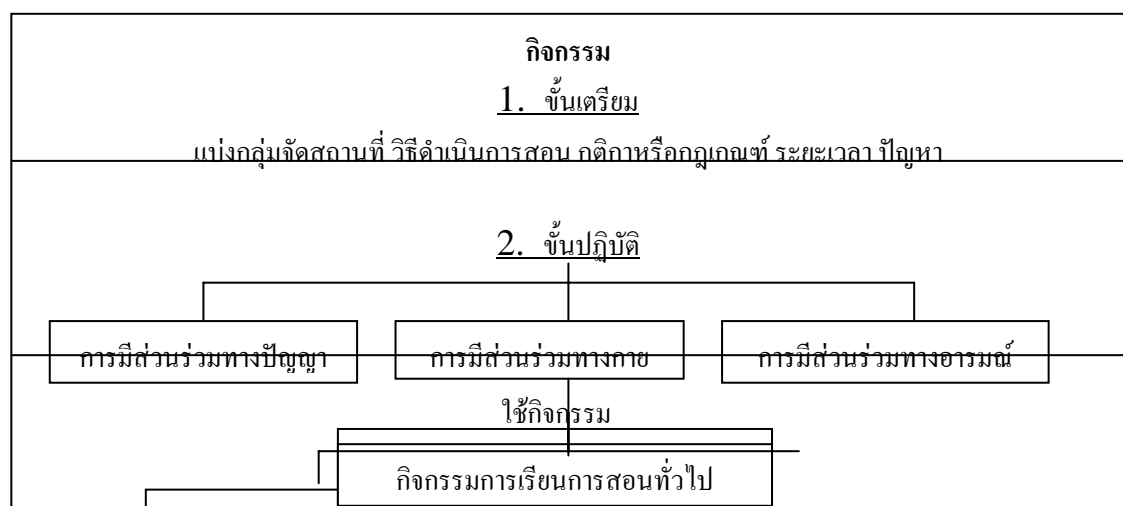 กิจกรรม
1. ขั้นเตรียม
แบ่งกลุ่มจัดสถานที่ วิธีดำเนินการสอน กติกาหรือกฎเกณฑ์ ระยะเวลา ปัญหา
2. ขั้นปฏิบัติ
การมีส่วนร่วมทางปัญญา การมีส่วนร่วมทางกาย การมีส่วนร่วมทางอารมณ์
ใช้กิจกรรม
กิจกรรมการเรียนการสอนทั่วไป